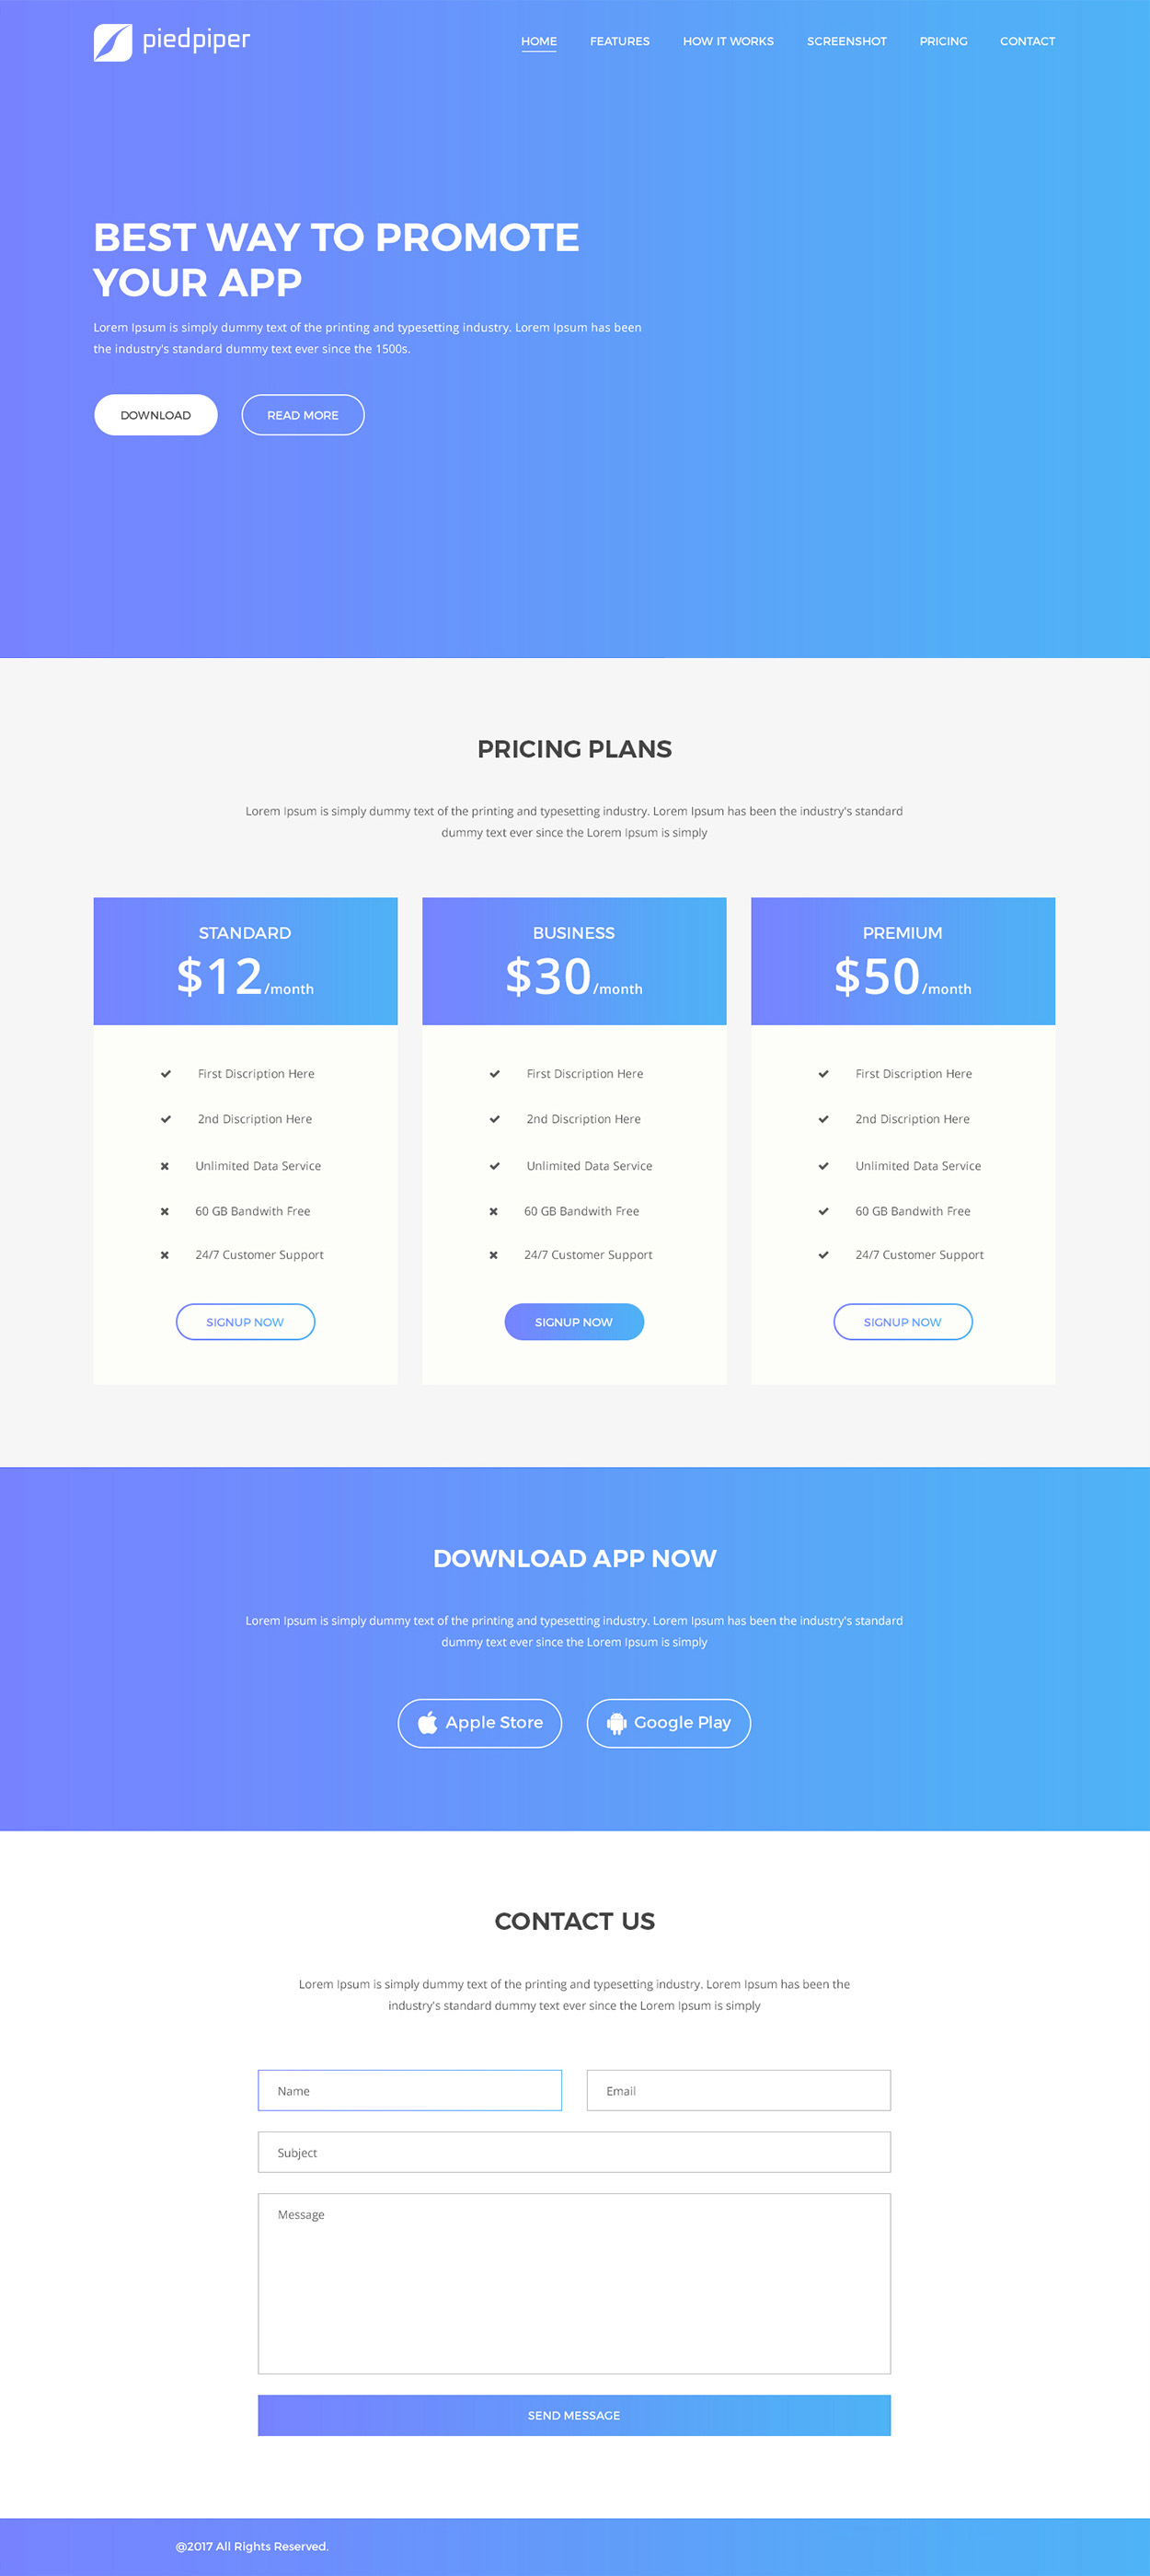 piedpiper
HOME FEATURES HOW IT WORKS SCREENSHOT PRICING CONTACT
BEST WAY TO PROMOTE
YOUR APP
Lorem Ipsum is simply dummy text of the printing and typesetting industry. Lorem Ipsum has been
the industry's standard dummy text ever since the 1500s.
DOWNLOAD READ MORE
PRICING PLANS
Lorem Ipsum is simply dummy text of the printing and typesetting industry. Lorem Ipsum has been the industry's standard
dummy text ever since the Lorem Ipsum is simply
STANDARD
$12/month
First Discription Here
2nd Discription Here
Unlimited Data Service
60 GB Bandwith Free
24/7 Customer Support
SIGNUP NOW
BUSINESS
$30/month
First Discription Here
2nd Discription Here
Unlimited Data Service
60 GB Bandwith Free
24/7 Customer Support
SIGNUP NOW
PREMIUM
$50/month
First Discription Here
2nd Discription Here
Unlimited Data Service
60 GB Bandwith Free
24/7 Customer Support
SIGNUP NOW
DOWNLOAD APP NOW
Lorem Ipsum is simply dummy text of the printing and typesetting industry. Lorem Ipsum has been the industry's standard
dummy text ever since the Lorem Ipsum is simply
Apple Store Google Play
CONTACT US
Lorem Ipsum is simply dummy text of the printing and typesetting industry. Lorem Ipsum has been the
industry's standard dummy text ever since the Lorem Ipsum is simply
Name Email
Subject
Message
SEND MESSAGE
@2017 All Rights Reserved.